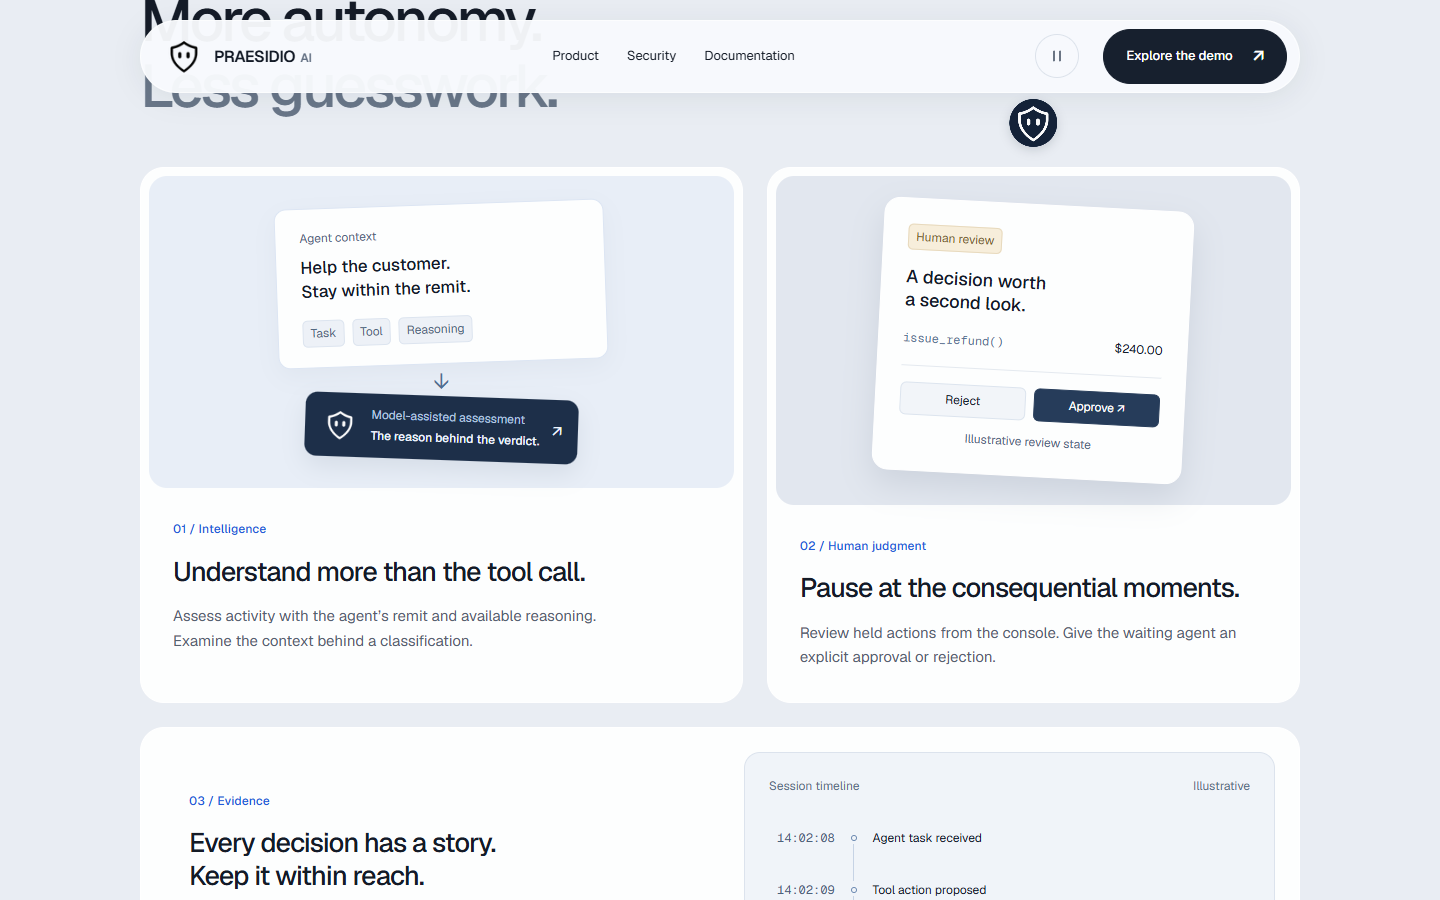 More autonomy.
Less guesswork.
PRAESIDIO AI
Product
Security
Documentation
Explore the demo
Agent context
Help the customer.
Stay within the remit.
Task
Tool
Reasoning
Model-assisted assessment
The reason behind the verdict.
01 / Intelligence
Understand more than the tool call.
Assess activity with the agent’s remit and available reasoning.
Examine the context behind a classification.
Human review
A decision worth
a second look.
issue_refund()
$240.00
Reject
Approve
Illustrative review state
02 / Human judgment
Pause at the consequential moments.
Review held actions from the console. Give the waiting agent an
explicit approval or rejection.
03 / Evidence
Every decision has a story.
Keep it within reach.
Session timeline
Illustrative
14:02:08
Agent task received
14:02:09
Tool action proposed